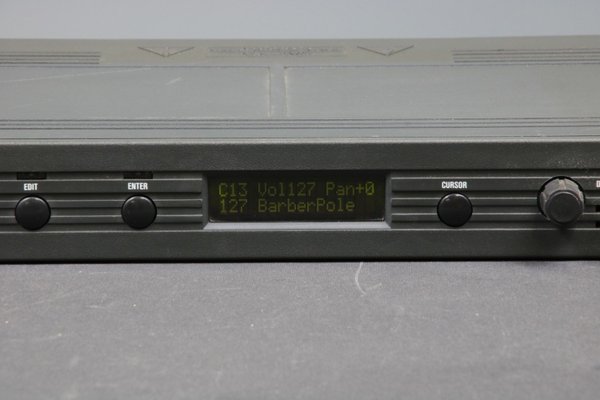 EDIT
ENTER
C13 Vol127 Pan+0
127 BarberPole
CURSOR